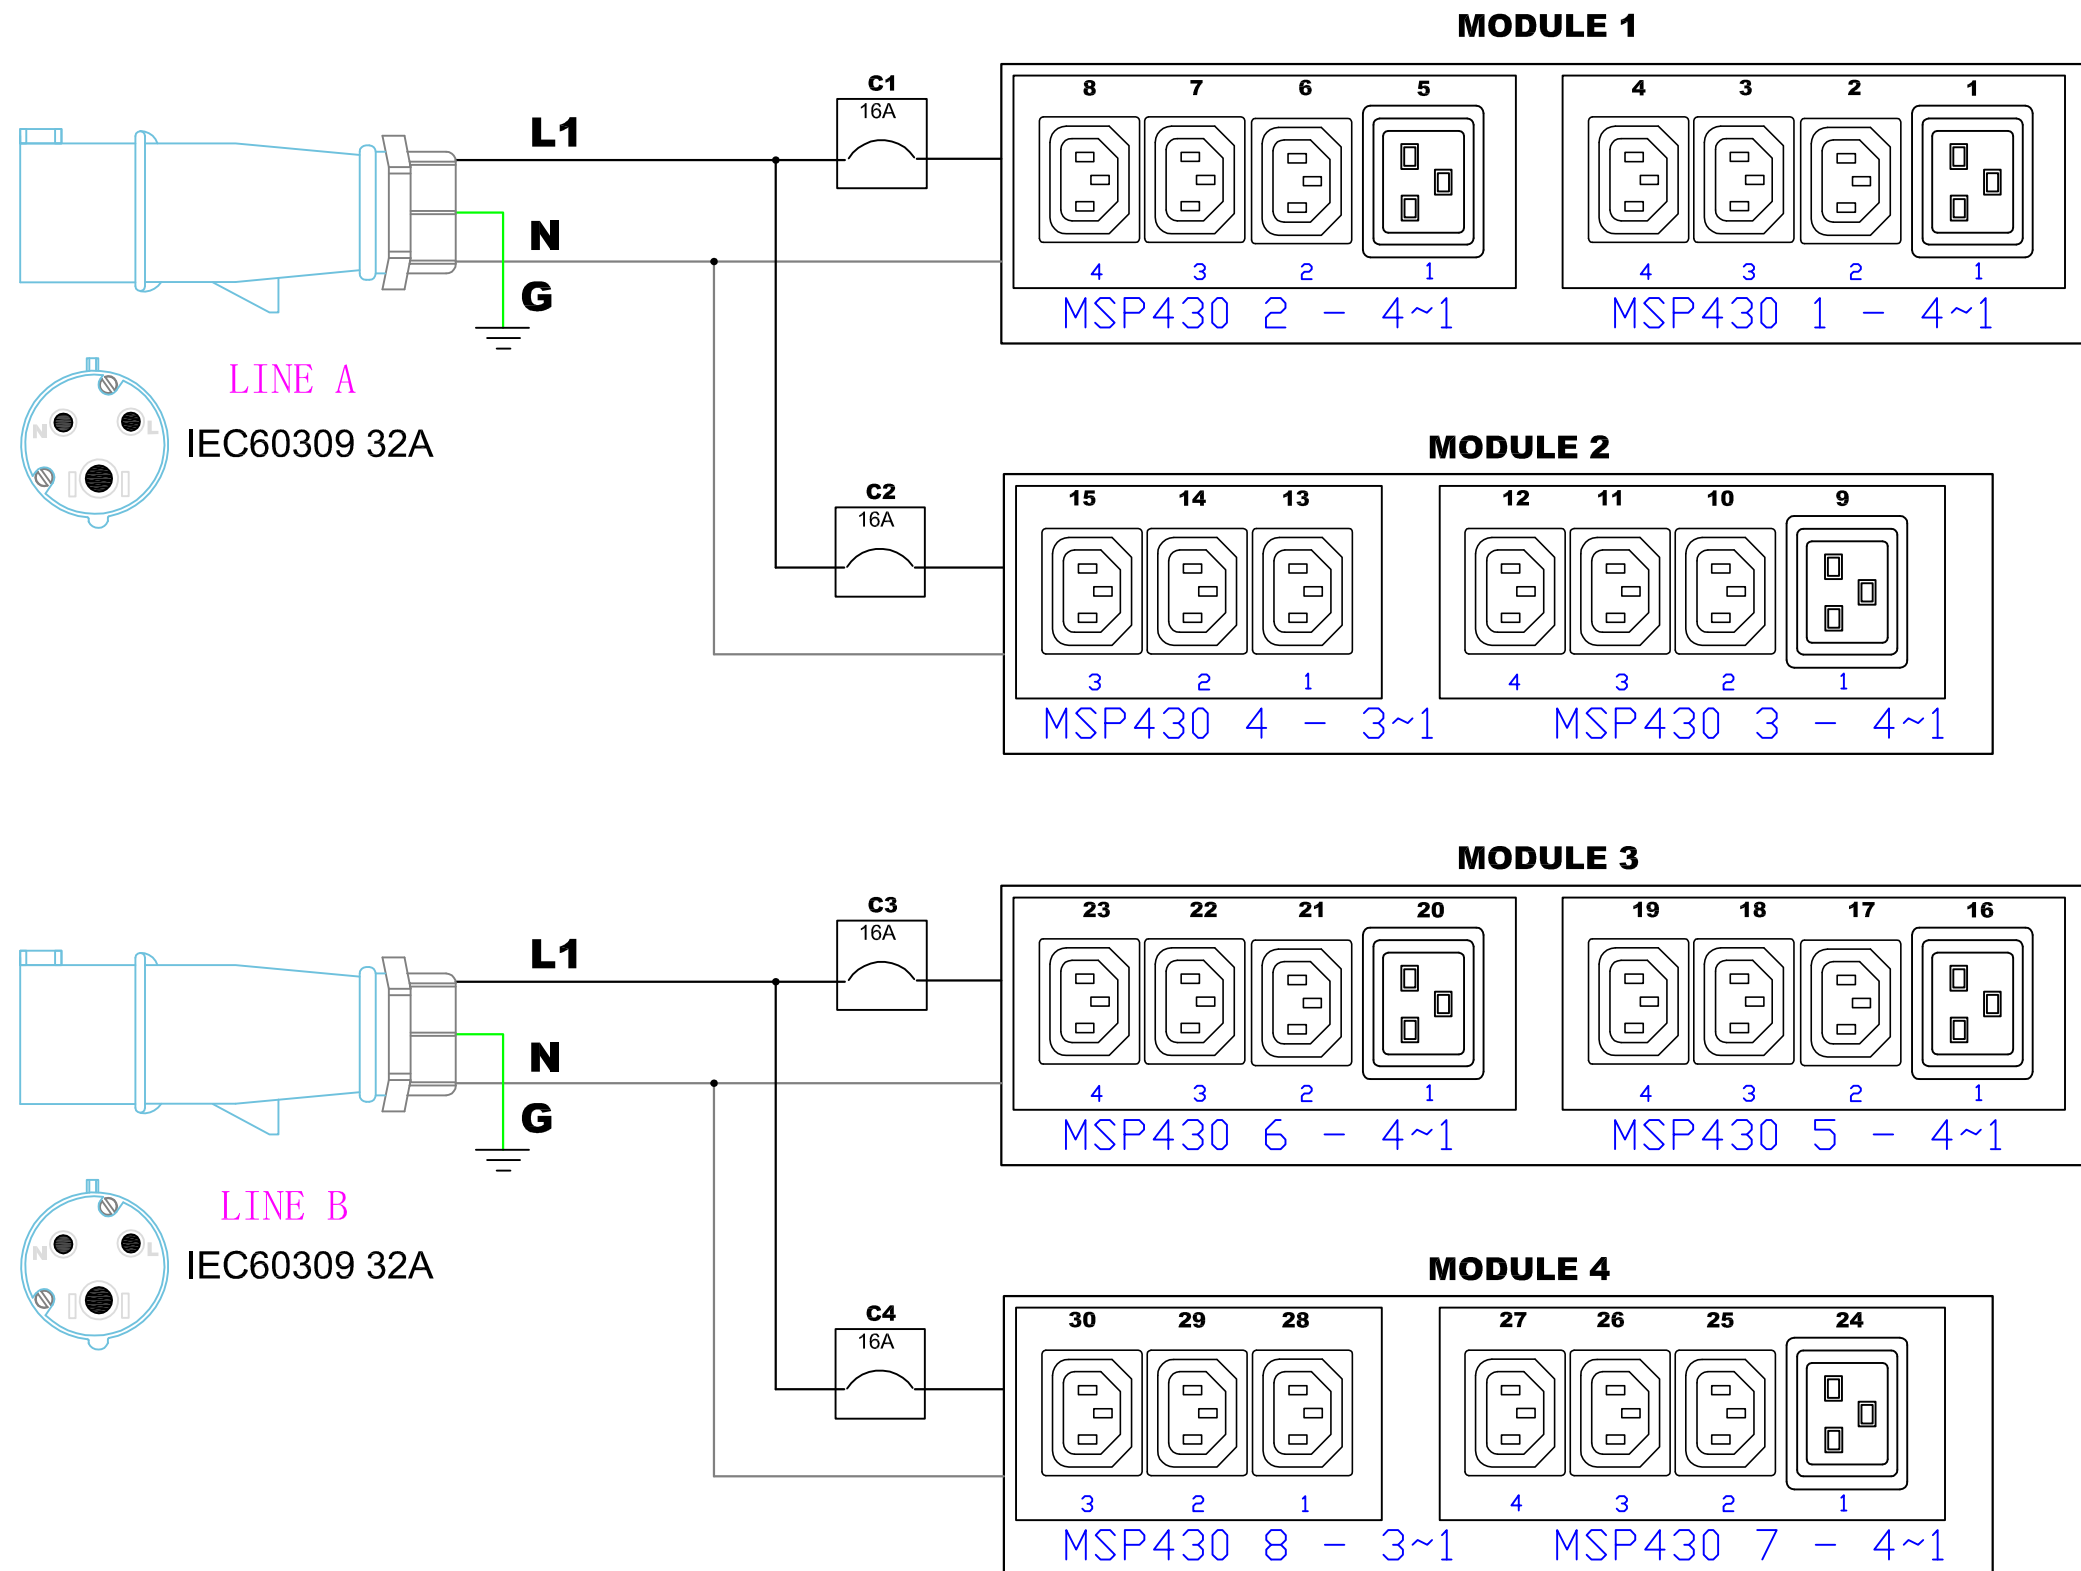 MODULE 1
C1
16A
8 7 6 5 4 3 2 1
L1
N
G
4 3 2 1 4 3 2 1
MSP430 2 - 4~1 MSP430 1 - 4~1
LINE A
N L
IEC60309 32A
MODULE 2
C2
16A
15 14 13 12 11 10 9
3 2 1 4 3 2 1
MSP430 4 - 3~1 MSP430 3 - 4~1
MODULE 3
C3
16A
23 22 21 20 19 18 17 16
L1
N
G
4 3 2 1 4 3 2 1
MSP430 6 - 4~1 MSP430 5 - 4~1
LINE B
N L
IEC60309 32A
MODULE 4
C4
16A
30 29 28 27 26 25 24
3 2 1 4 3 2 1
MSP430 8 - 3~1 MSP430 7 - 4~1